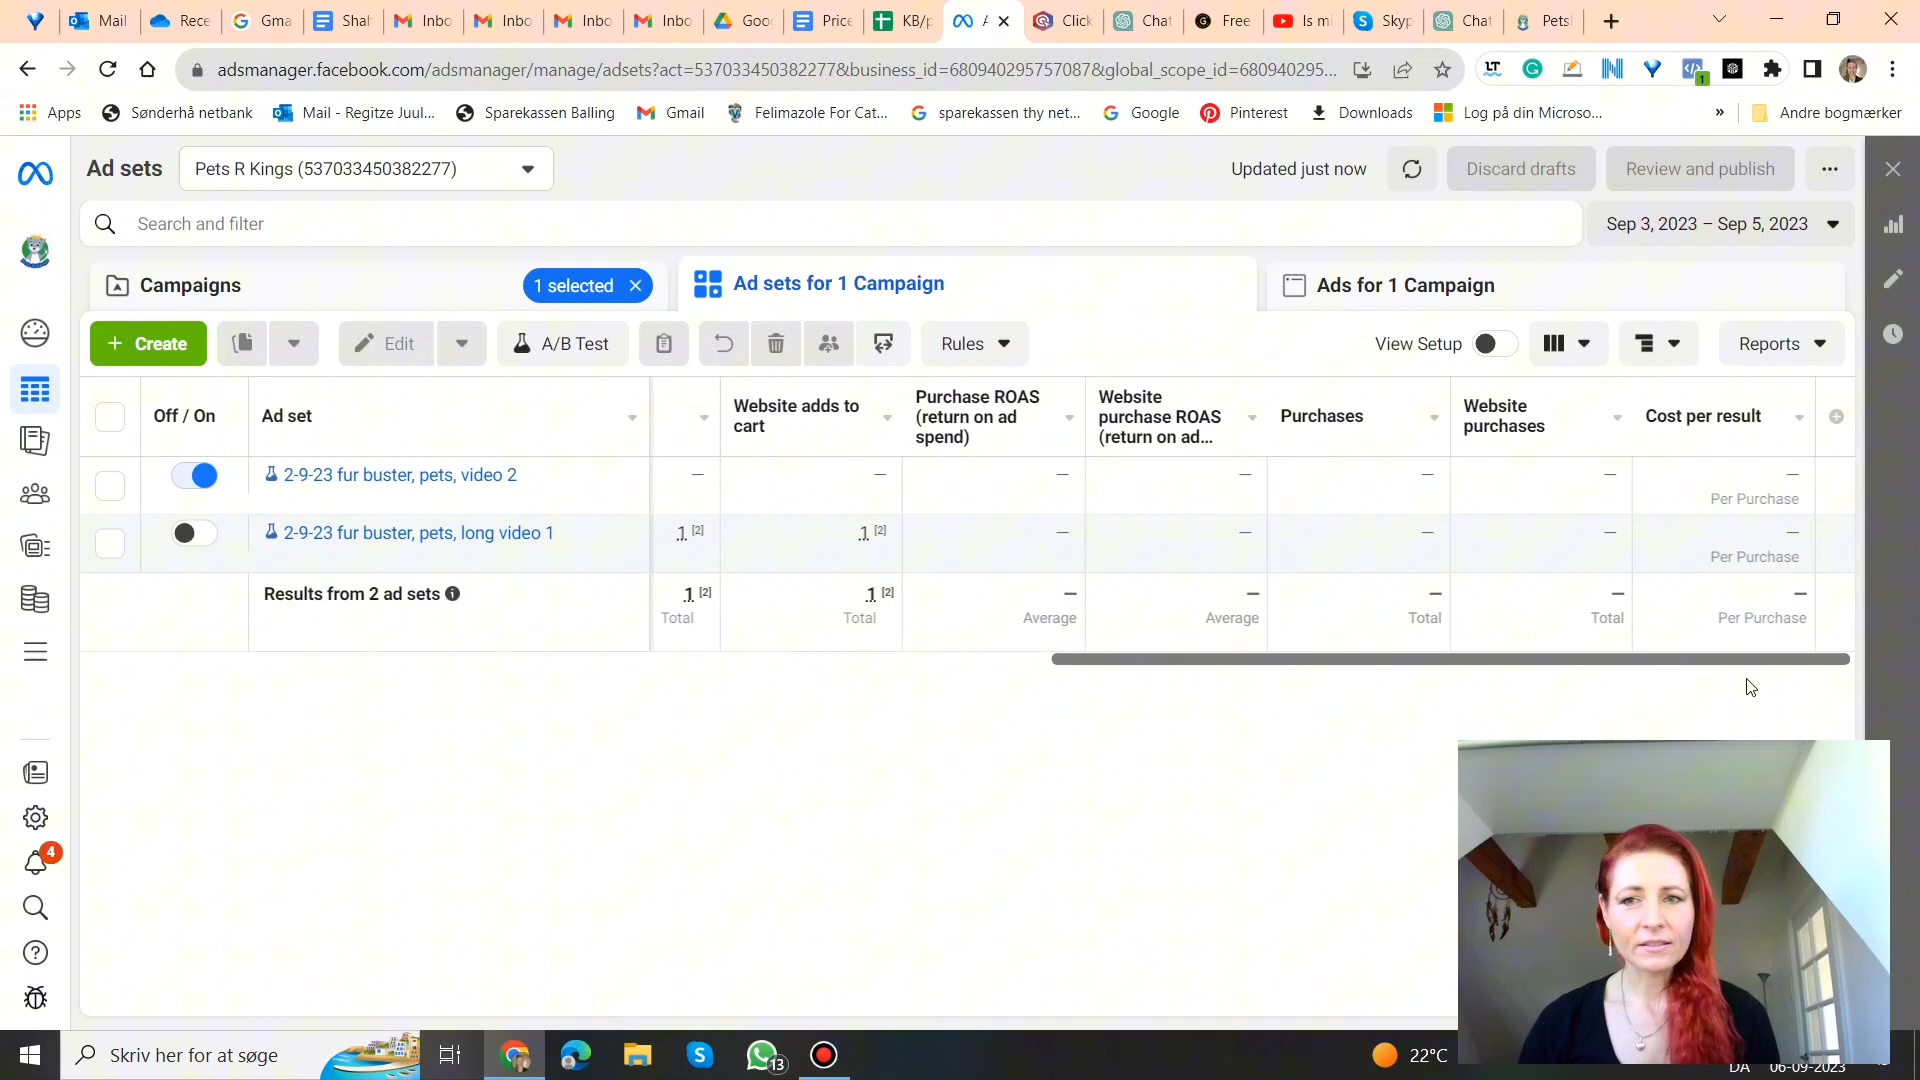 Mail
Rece
Gma
Shah
Inbo
Inbo
Inbo
Inbo
Goo
Price
KB/p
Click
Chat
Free
Is mi
Skyp
Chat
Pets
adsmanager.facebook.com/adsmanager/manage/adsets?act=537033450382277&business_id=680940295757087&global_scope_id=680940295...
1
Apps
Sønderhå netbank
Mail - Regitze Juul...
Sparekassen Balling
Gmail
Felimazole For Cat...
sparekassen thy net...
Google
Pinterest
Downloads
Log på din Microso...
»
Andre bogmærker
Ad sets
Pets R Kings (537033450382277)
Updated just now
Discard drafts
Review and publish
Search and filter
Sep 3, 2023 – Sep 5, 2023
Campaigns
1 selected
Ad sets for 1 Campaign
Ads for 1 Campaign
+ Create
Edit
A/B Test
Rules
View Setup
Reports
Off / On
Ad set
Website adds to cart
Purchase ROAS (return on ad spend)
Website purchase ROAS (return on ad...
Purchases
Website purchases
Cost per result
2-9-23 fur buster, pets, video 2
— — — — — — —
Per Purchase
2-9-23 fur buster, pets, long video 1
1 [2] 1 [2] — — — — —
Per Purchase
Results from 2 ad sets
1 [2] 1 [2] — — — — —
Total Total Average Average Total Total Per Purchase
4
Skriv her for at søge
13
22°C
DA 06-09-2023